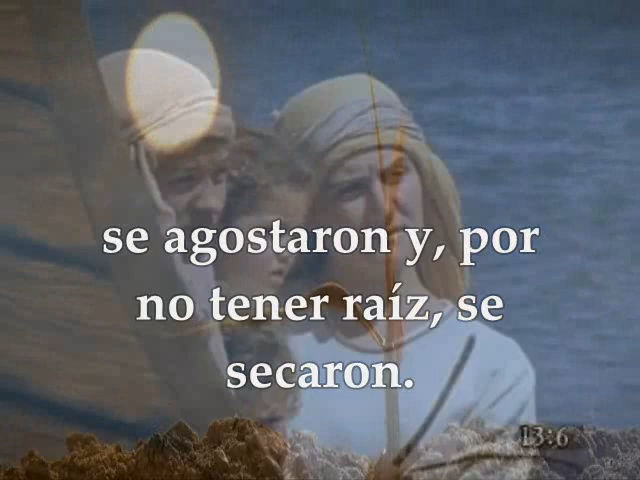 se agostaron y, por
no tener raíz, se
secaron.
13:6